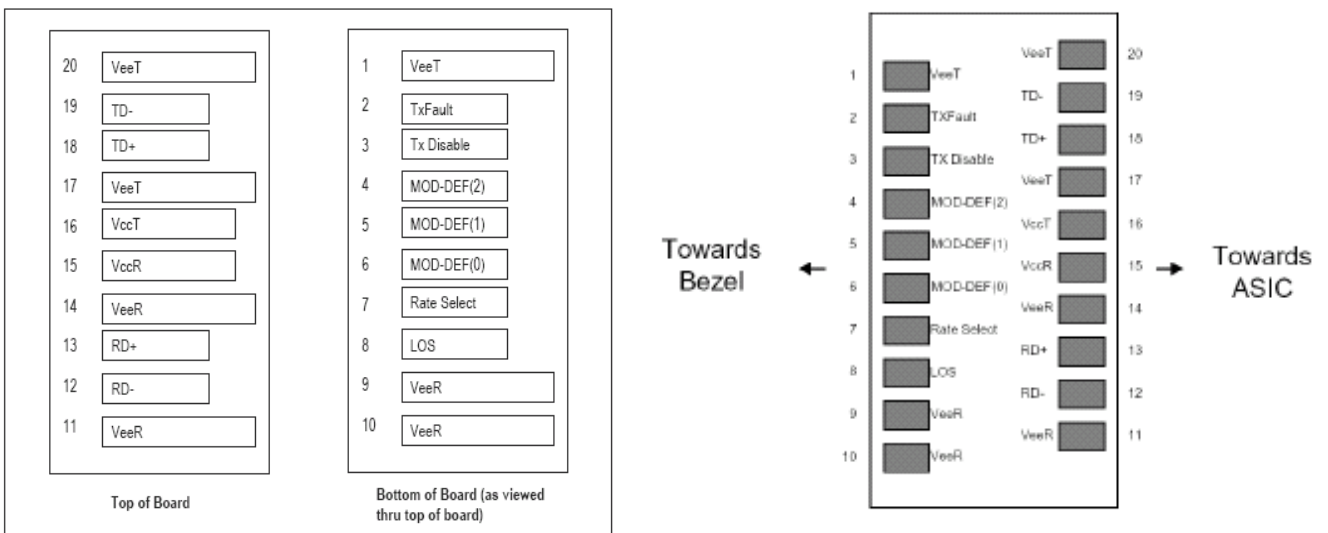 20 VeeT
19 TD-
18 TD+
17 VeeT
16 VccT
15 VccR
14 VeeR
13 RD+
12 RD-
11 VeeR
Top of Board
1 VeeT
2 TxFault
3 Tx Disable
4 MOD-DEF(2)
5 MOD-DEF(1)
6 MOD-DEF(0)
7 Rate Select
8 LOS
9 VeeR
10 VeeR
Bottom of Board (as viewed
thru top of board)
Towards
Bezel
1 VeeT
2 TXFault
3 TX Disable
4 MOD-DEF(2)
5 MOD-DEF(1)
6 MOD-DEF(0)
7 Rate Select
8 LOS
9 VeeR
10 VeeR
VeeT 20
TD- 19
TD+ 18
VeeT 17
VccT 16
VccR 15
VeeR 14
RD+ 13
RD- 12
VeeR 11
Towards
ASIC